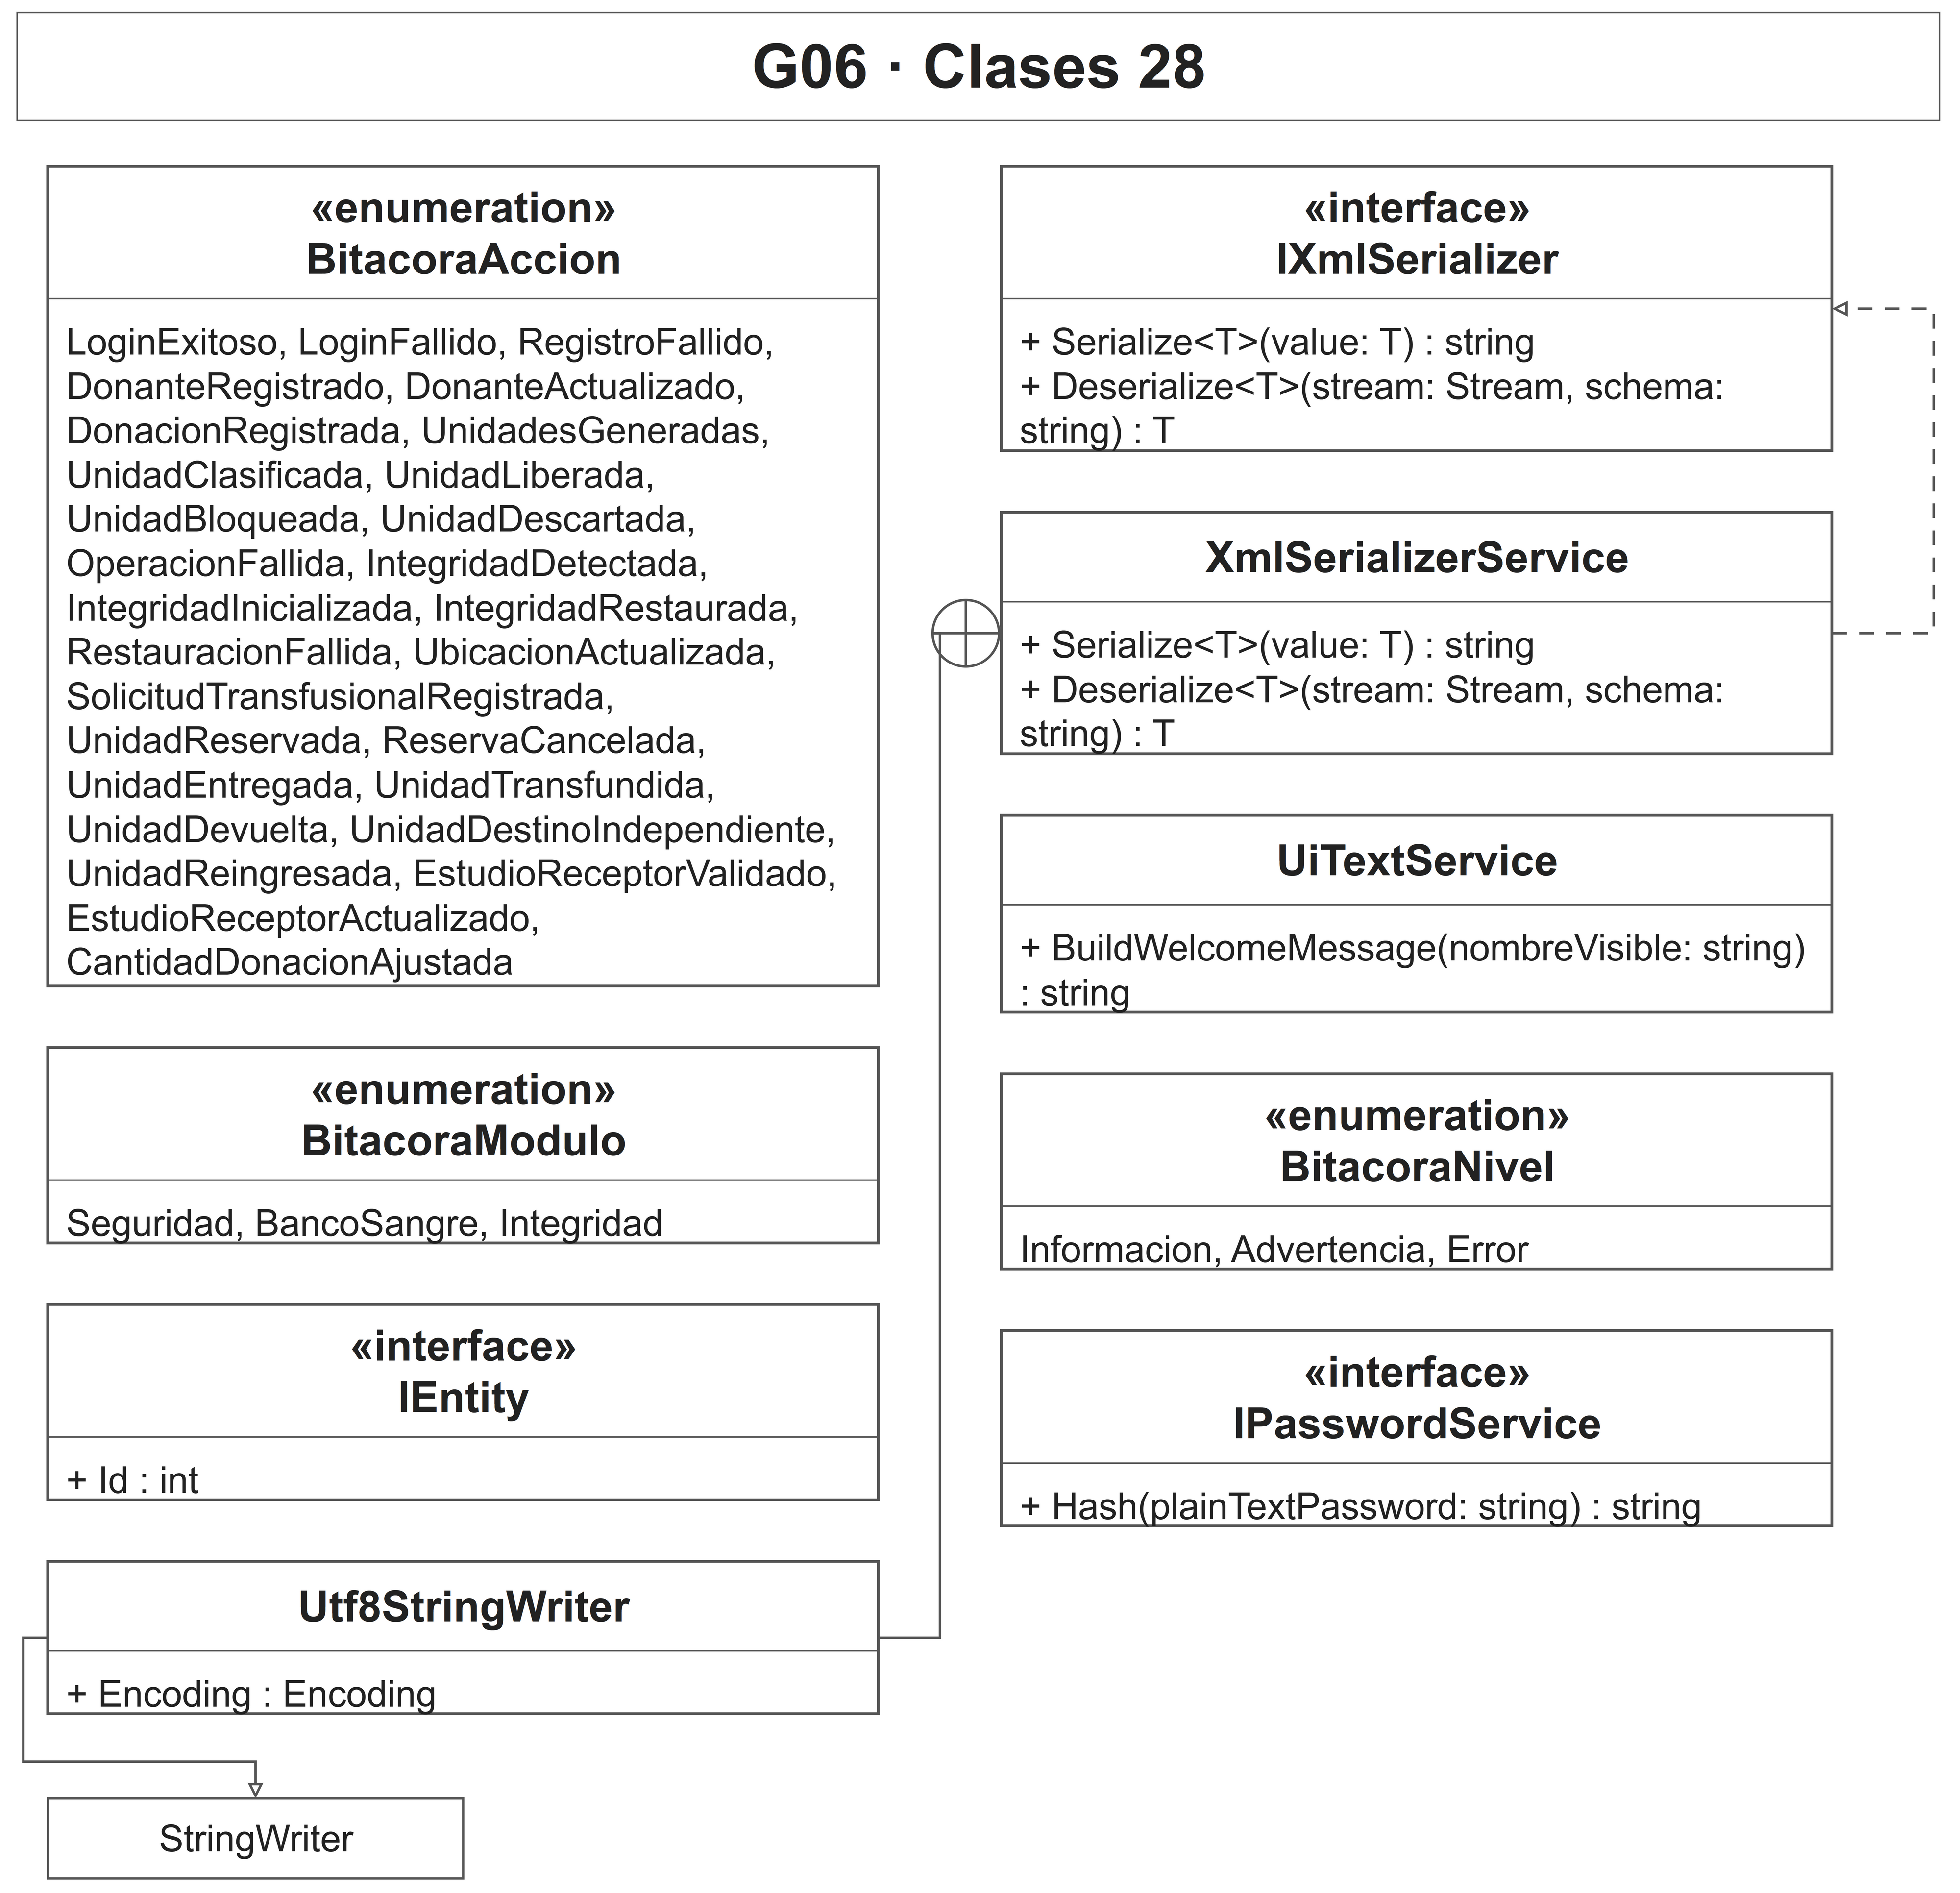 G06 · Clases 28
«enumeration»
BitacoraAccion
LoginExitoso, LoginFallido, RegistroFallido,
DonanteRegistrado, DonanteActualizado,
DonacionRegistrada, UnidadesGeneradas,
UnidadClasificada, UnidadLiberada,
UnidadBloqueada, UnidadDescartada,
OperacionFallida, IntegridadDetectada,
IntegridadInicializada, IntegridadRestaurada,
RestauracionFallida, UbicacionActualizada,
SolicitudTransfusionalRegistrada,
UnidadReservada, ReservaCancelada,
UnidadEntregada, UnidadTransfundida,
UnidadDevuelta, UnidadDestinoIndependiente,
UnidadReingresada, EstudioReceptorValidado,
EstudioReceptorActualizado,
CantidadDonacionAjustada
«enumeration»
BitacoraModulo
Seguridad, BancoSangre, Integridad
«interface»
IEntity
+ Id : int
Utf8StringWriter
+ Encoding : Encoding
StringWriter
«interface»
IXmlSerializer
+ Serialize<T>(value: T) : string
+ Deserialize<T>(stream: Stream, schema:
string) : T
XmlSerializerService
+ Serialize<T>(value: T) : string
+ Deserialize<T>(stream: Stream, schema:
string) : T
UiTextService
+ BuildWelcomeMessage(nombreVisible: string)
: string
«enumeration»
BitacoraNivel
Informacion, Advertencia, Error
«interface»
IPasswordService
+ Hash(plainTextPassword: string) : string